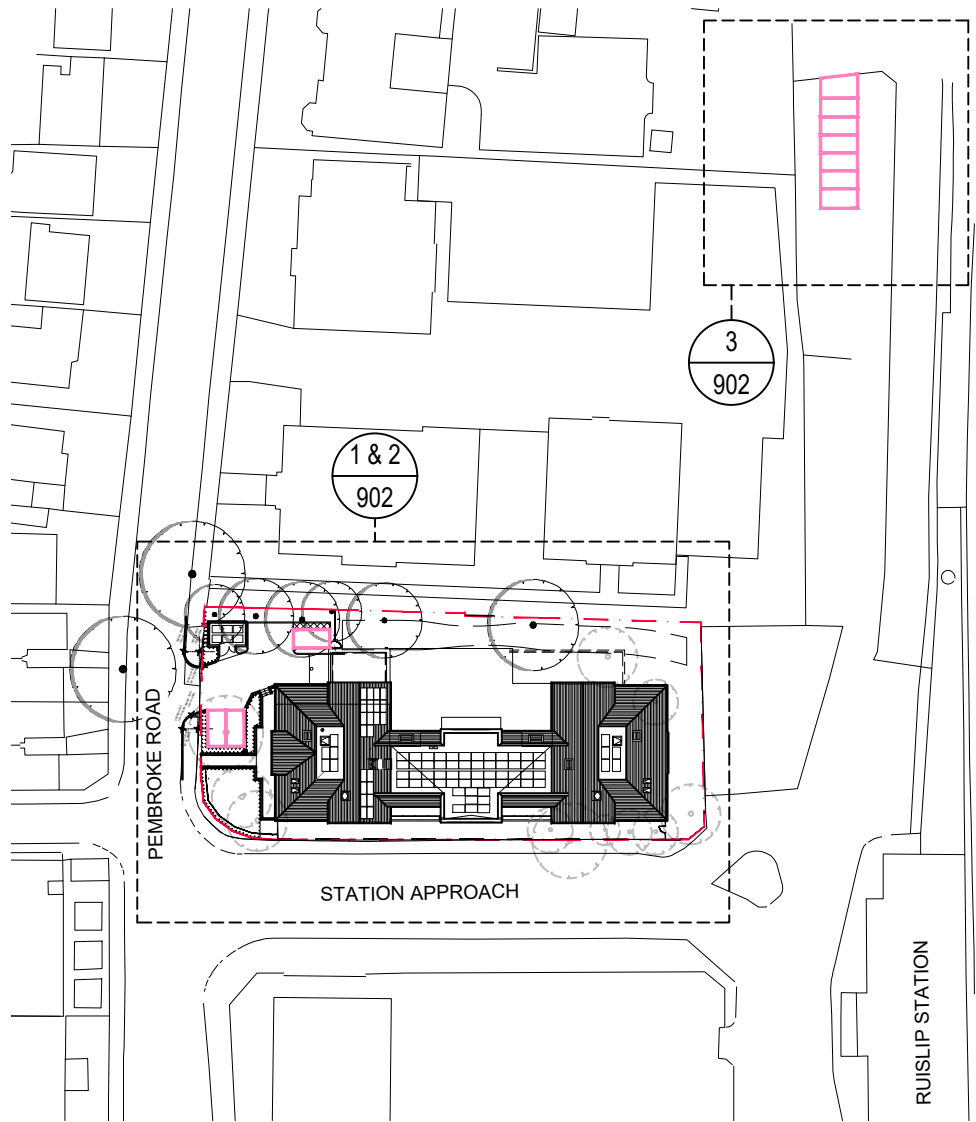 3
902
1 & 2
902
PEMBROKE ROAD
STATION APPROACH
RUISLIP STATION